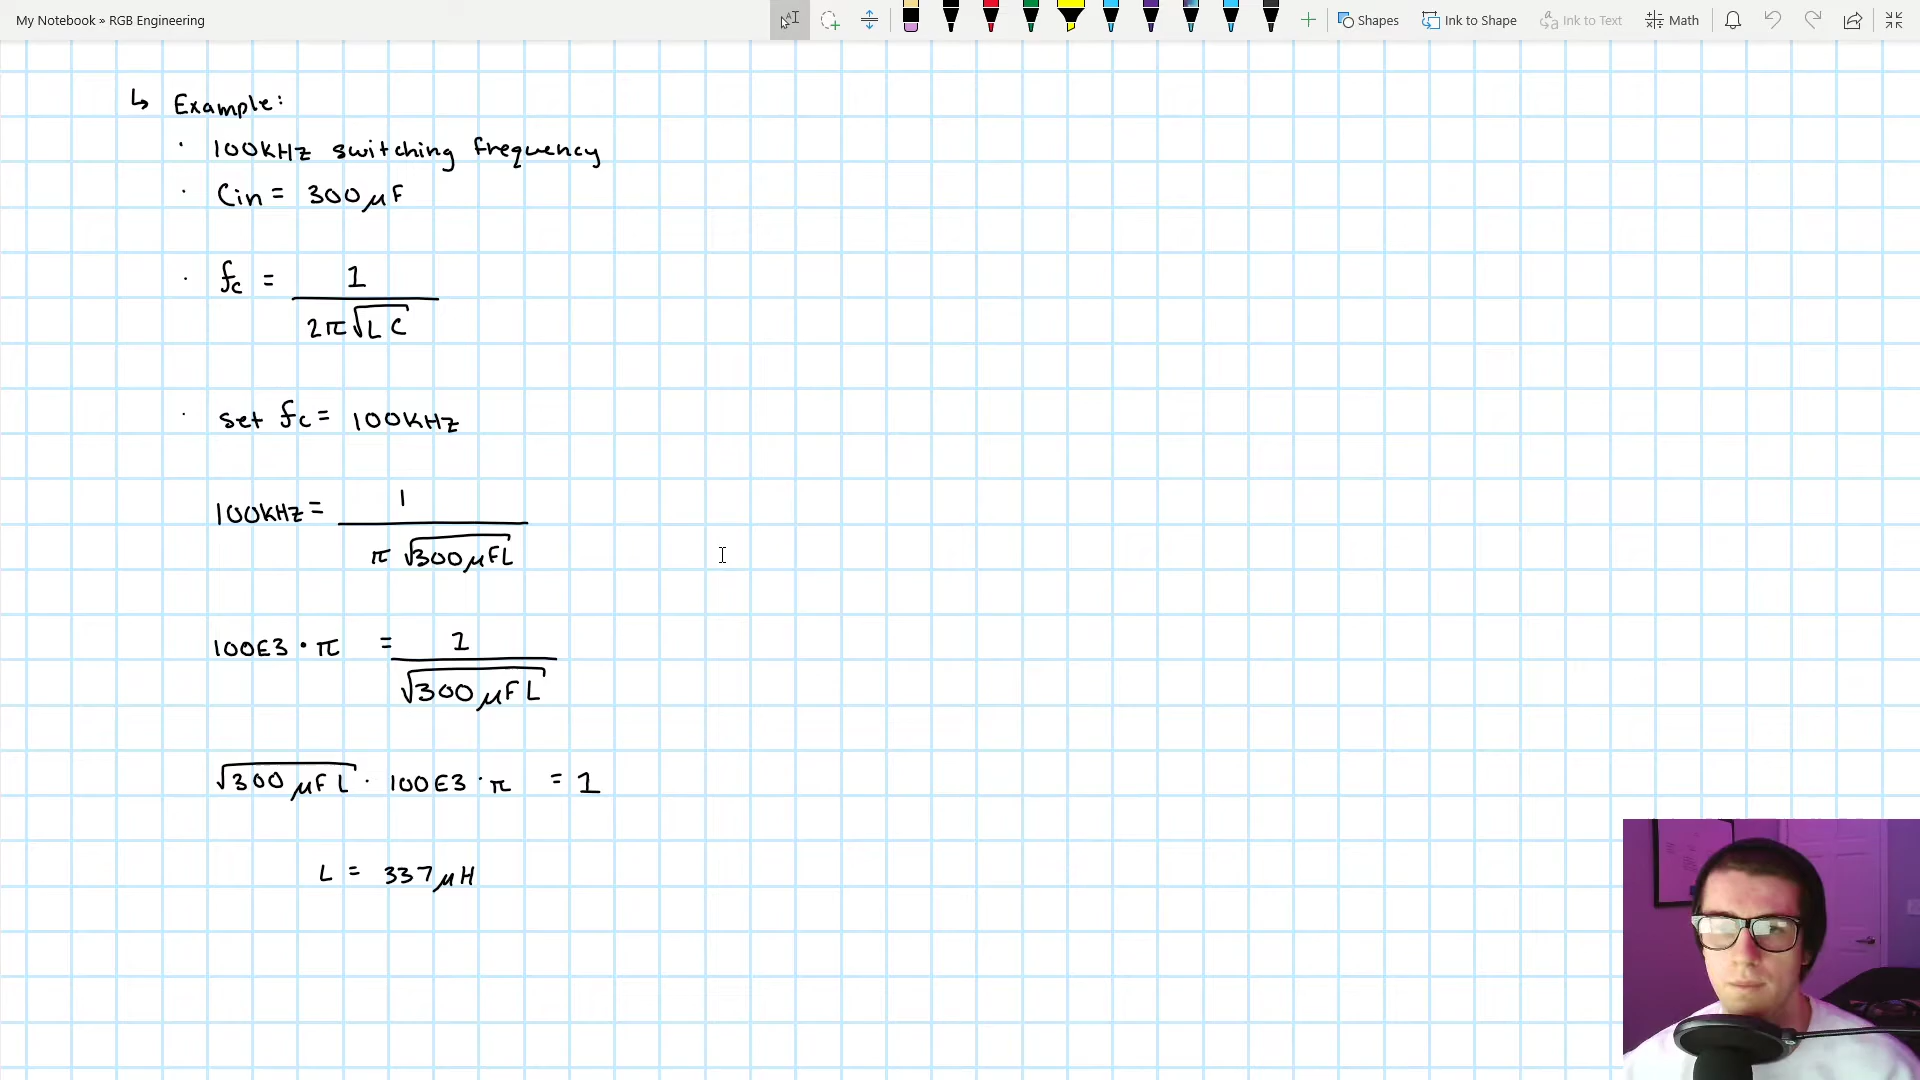 My Notebook » RGB Engineering
Shapes
Ink to Shape
Ink to Text
Math
↳ Example:
· 100KHz switching frequency
· Cin = 300μF
· fc = 1
2π√LC
· set fc = 100KHz
100KHz = 1
π √300μFL
100E3 · π = 1
√300μFL
√300μFL · 100E3 · π = 1
L = 337μH